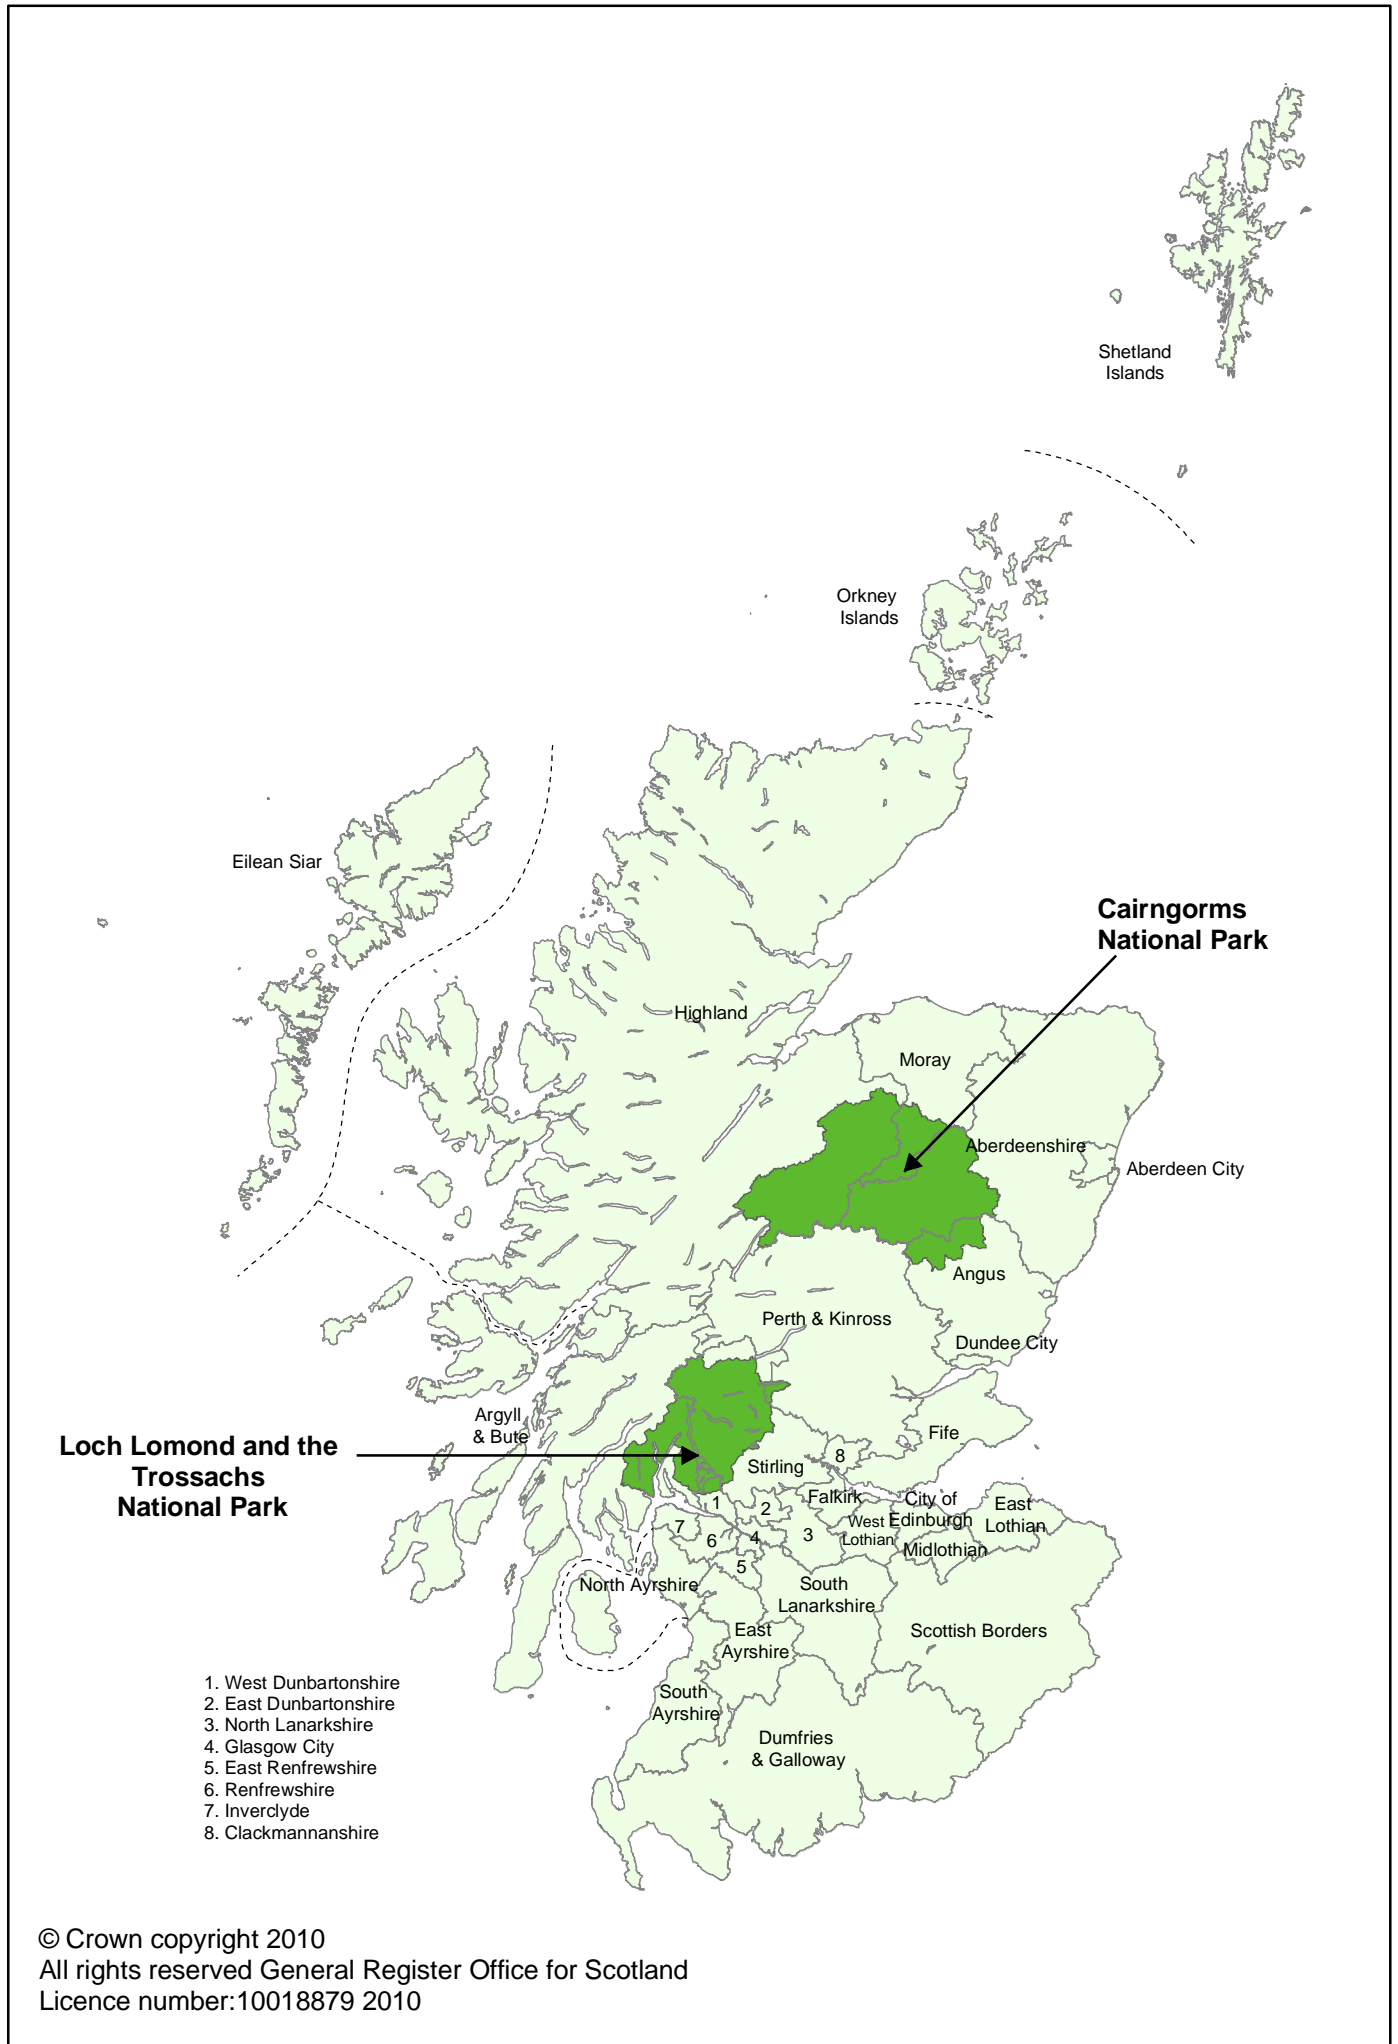 Shetland
Islands
Orkney
Islands
Eilean Siar
Cairngorms
National Park
Highland
Moray
Aberdeenshire
Aberdeen City
Angus
Perth & Kinross
Dundee City
Argyll
& Bute
Loch Lomond and the
Trossachs
National Park
Fife
8
Stirling
1
2
Falkirk
City of
Edinburgh
East
Lothian
West
Lothian
7
6
4
3
Midlothian
5
North Ayrshire
South
Lanarkshire
East
Ayrshire
Scottish Borders
South
Ayrshire
Dumfries
& Galloway
1. West Dunbartonshire
2. East Dunbartonshire
3. North Lanarkshire
4. Glasgow City
5. East Renfrewshire
6. Renfrewshire
7. Inverclyde
8. Clackmannanshire
© Crown copyright 2010
All rights reserved General Register Office for Scotland
Licence number:10018879 2010